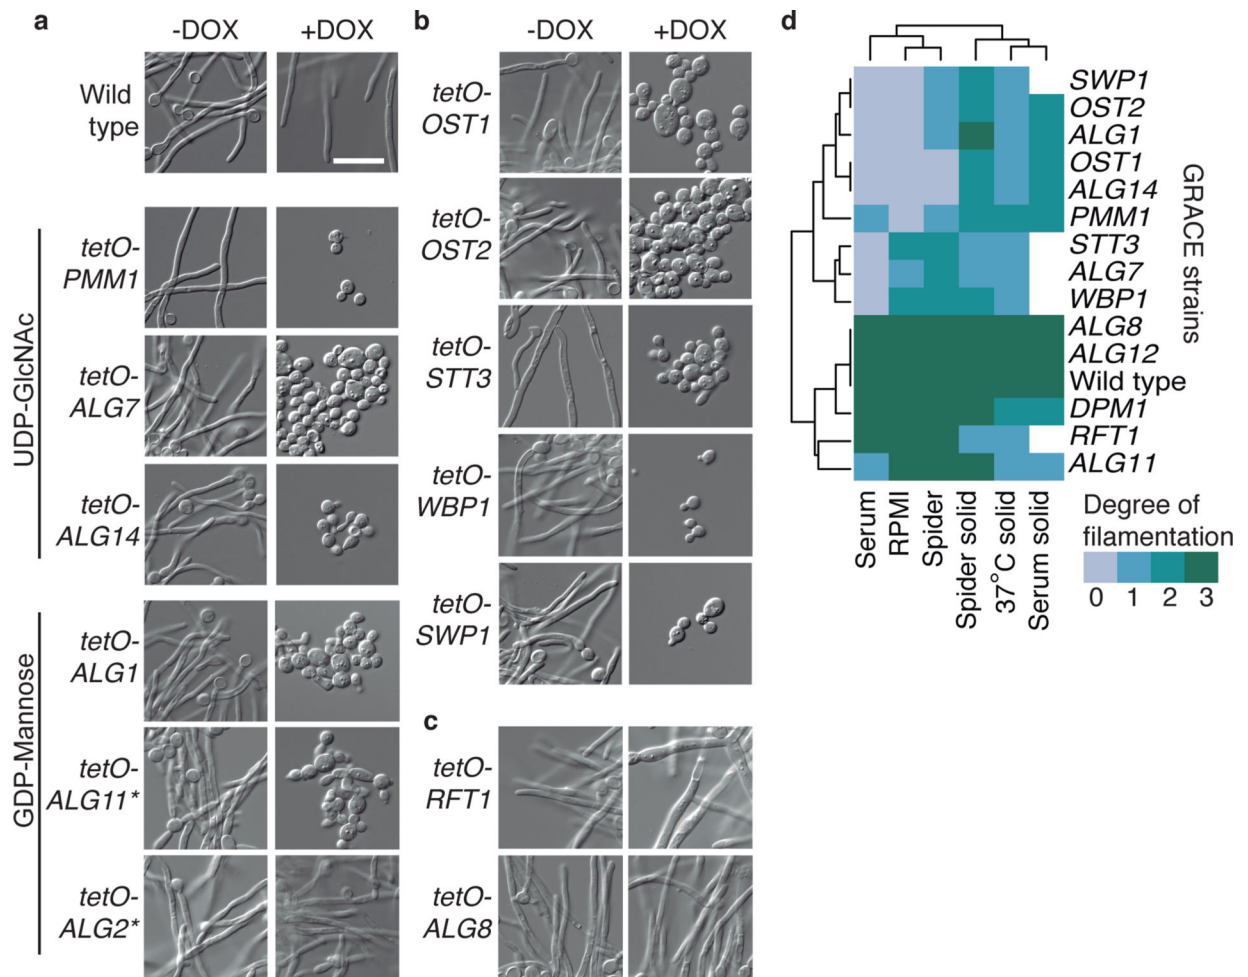 a
-DOX +DOX
Wild
type
UDP-GlcNAc
tetO-
PMM1
tetO-
ALG7
tetO-
ALG14
GDP-Mannose
tetO-
ALG1
tetO-
ALG11*
tetO-
ALG2*
b
-DOX +DOX
tetO-
OST1
tetO-
OST2
tetO-
STT3
tetO-
WBP1
tetO-
SWP1
c
tetO-
RFT1
tetO-
ALG8
d
SWP1
OST2
ALG1
OST1
ALG14
PMM1
STT3
ALG7
WBP1
ALG8
ALG12
Wild type
DPM1
RFT1
ALG11
GRACE strains
Serum
RPMI
Spider
Spider solid
37°C solid
Serum solid
Degree of
filamentation
0 1 2 3